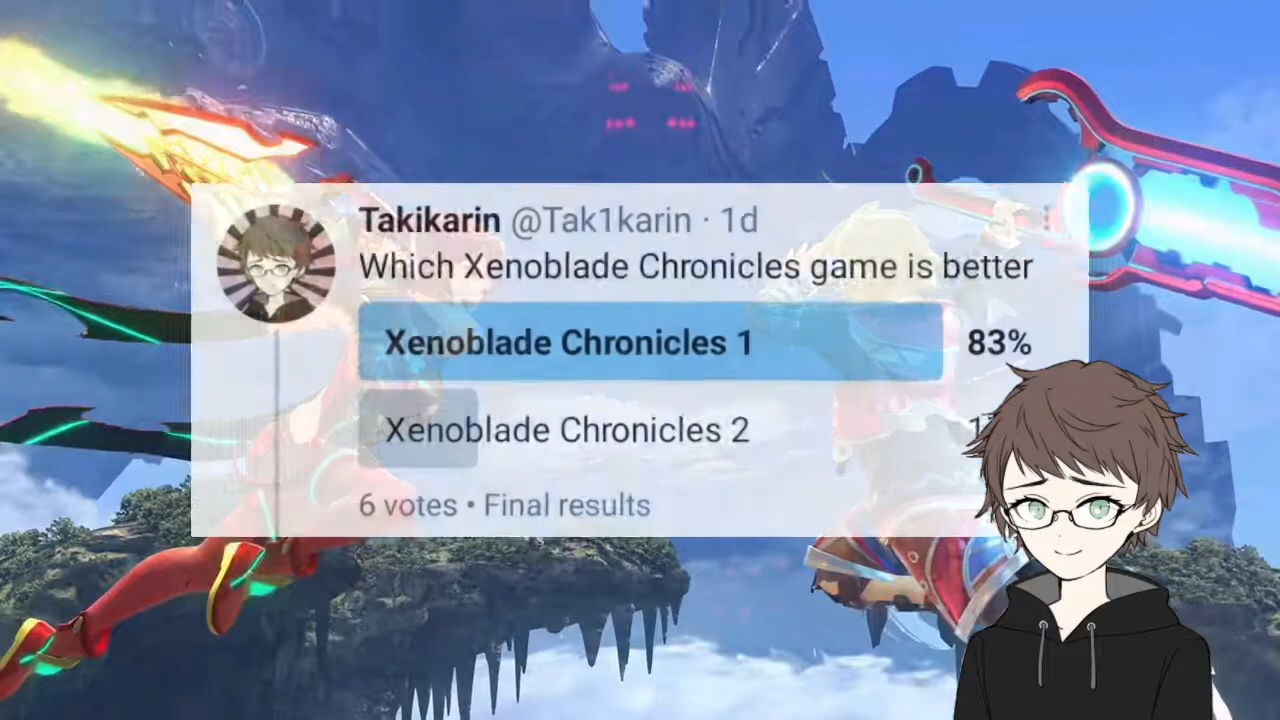 Takikarin @Tak1karin · 1d
Which Xenoblade Chronicles game is better
Xenoblade Chronicles 1 83%
Xenoblade Chronicles 2
6 votes • Final results